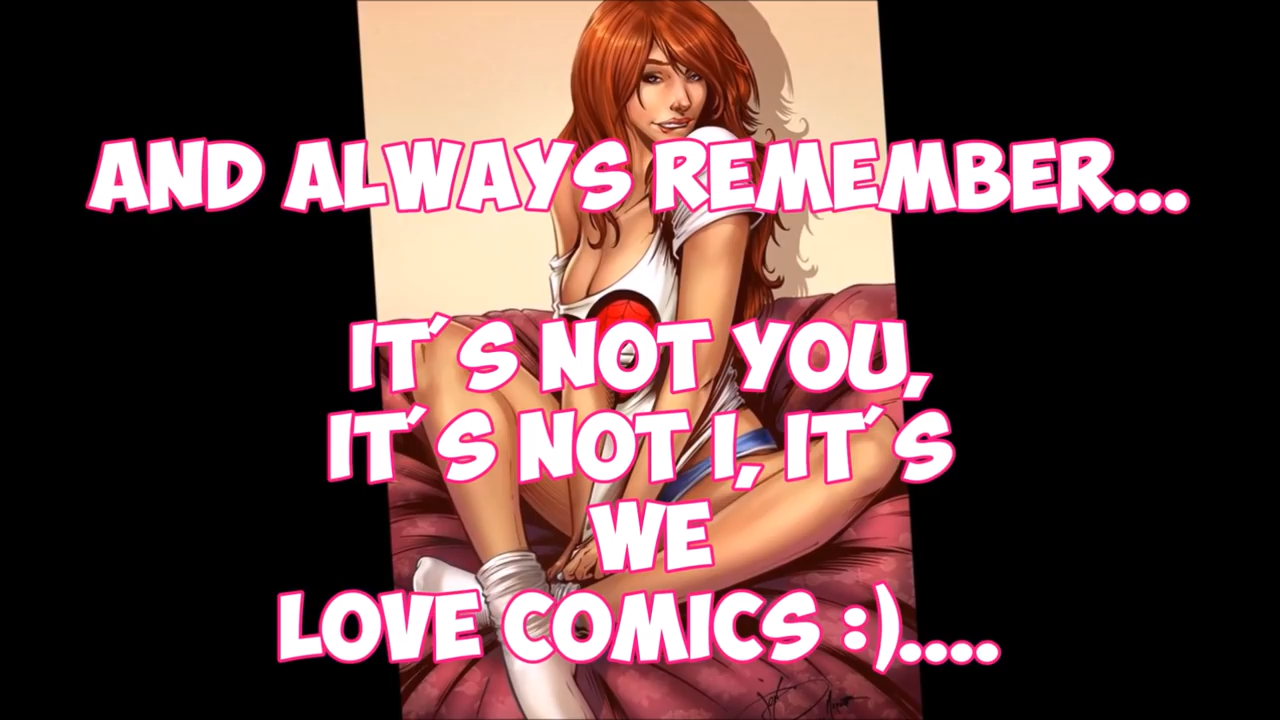 AND ALWAYS REMEMBER...
IT'S NOT YOU,
IT'S NOT I, IT'S
WE
LOVE COMICS :)....